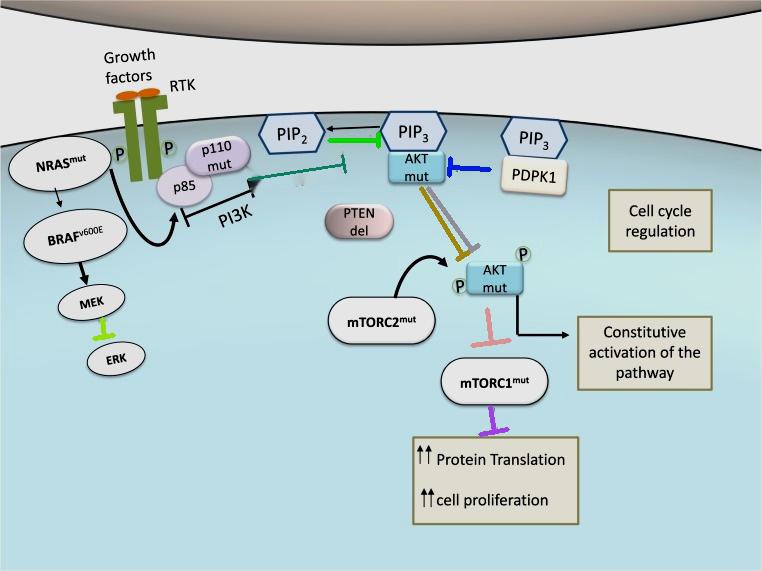 Growth
factors
RTK
P
P
NRASmut
p110
mut
p85
PI3K
PIP2
PIP3
AKT
mut
PIP3
PDPK1
BRAFv600E
PTEN
del
Cell cycle
regulation
MEK
ERK
mTORC2mut
P
AKT
mut
P
Constitutive
activation of the
pathway
mTORC1mut
↑↑ Protein Translation
↑↑ cell proliferation